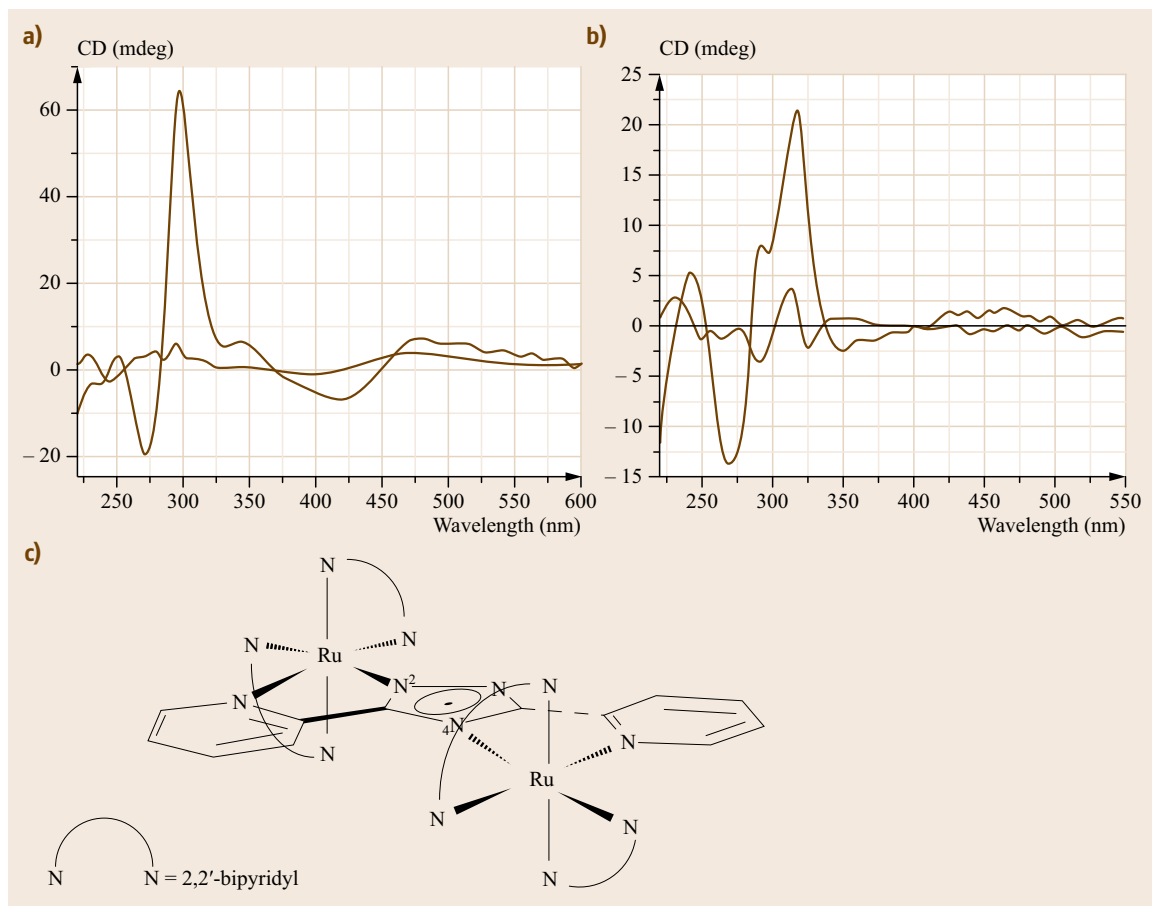 a)
CD (mdeg)
60
40
20
0
– 20
250 300 350 400 450 500 550 600
Wavelength (nm)
b)
CD (mdeg)
25
20
15
10
5
0
– 5
– 10
– 15
250 300 350 400 450 500 550
Wavelength (nm)
c)
N
N N
Ru
N N² N N
₄N
N N
Ru
N N
N
N N = 2,2′-bipyridyl